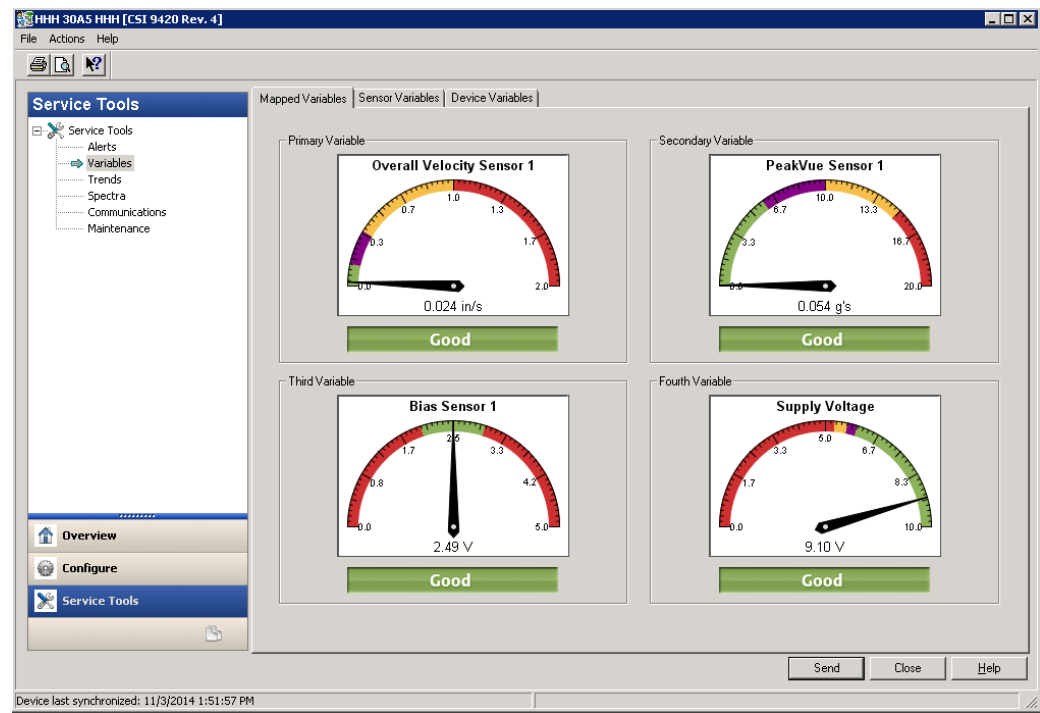 HHH 30A5 HHH [CSI 9420 Rev. 4]
File Actions Help
Service Tools
Service Tools
Alerts
Variables
Trends
Spectra
Communications
Maintenance
Overview
Configure
Service Tools
Mapped Variables Sensor Variables Device Variables
Primary Variable
Overall Velocity Sensor 1
0.0 0.3 0.7 1.0 1.3 1.7 2.0
0.024 in/s
Good
Secondary Variable
PeakVue Sensor 1
0.0 3.3 6.7 10.0 13.3 16.7 20.0
0.054 g's
Good
Third Variable
Bias Sensor 1
0.0 0.8 1.7 2.5 3.3 4.2 5.0
2.49 V
Good
Fourth Variable
Supply Voltage
0.0 1.7 3.3 5.0 6.7 8.3 10.0
9.10 V
Good
Send Close Help
Device last synchronized: 11/3/2014 1:51:57 PM